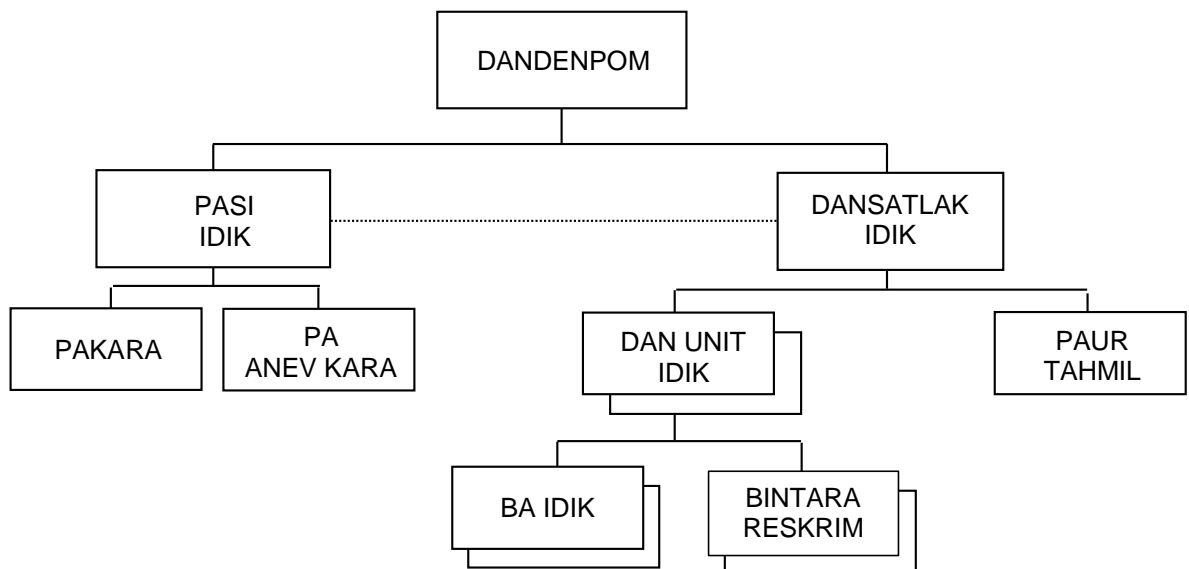 DANDENPOM
PASI
IDIK
DANSATLAK
IDIK
PAKARA
PA
ANEV KARA
DAN UNIT
IDIK
PAUR
TAHMIL
BA IDIK
BINTARA
RESKRIM